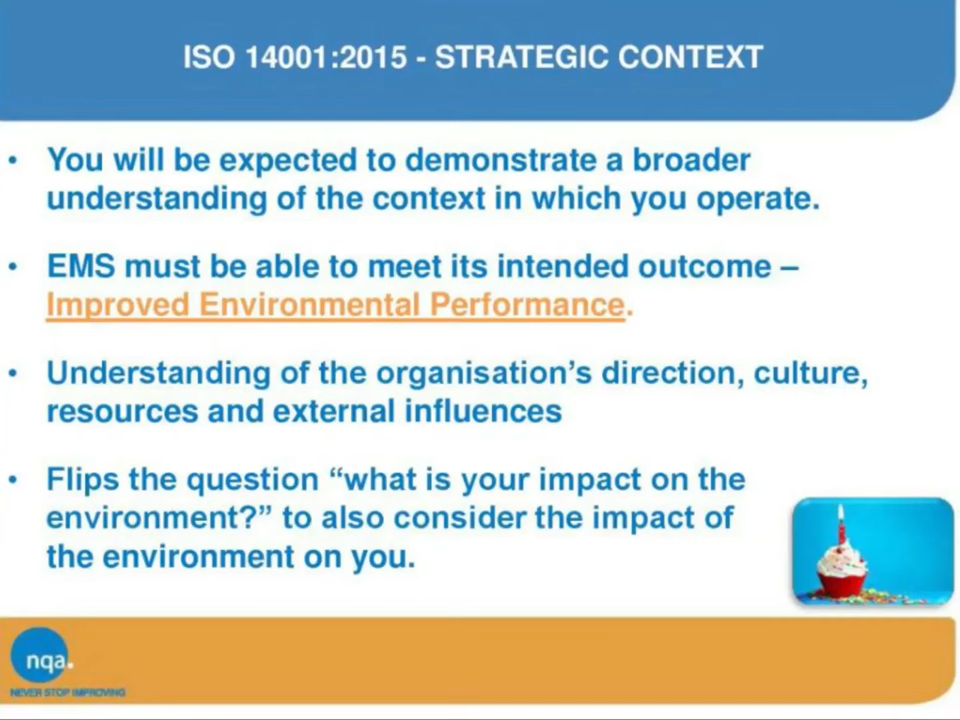 ISO 14001:2015 - STRATEGIC CONTEXT
• You will be expected to demonstrate a broader
understanding of the context in which you operate.
• EMS must be able to meet its intended outcome –
Improved Environmental Performance.
• Understanding of the organisation’s direction, culture,
resources and external influences
• Flips the question “what is your impact on the
environment?” to also consider the impact of
the environment on you.
nqa.
NEVER STOP IMPROVING